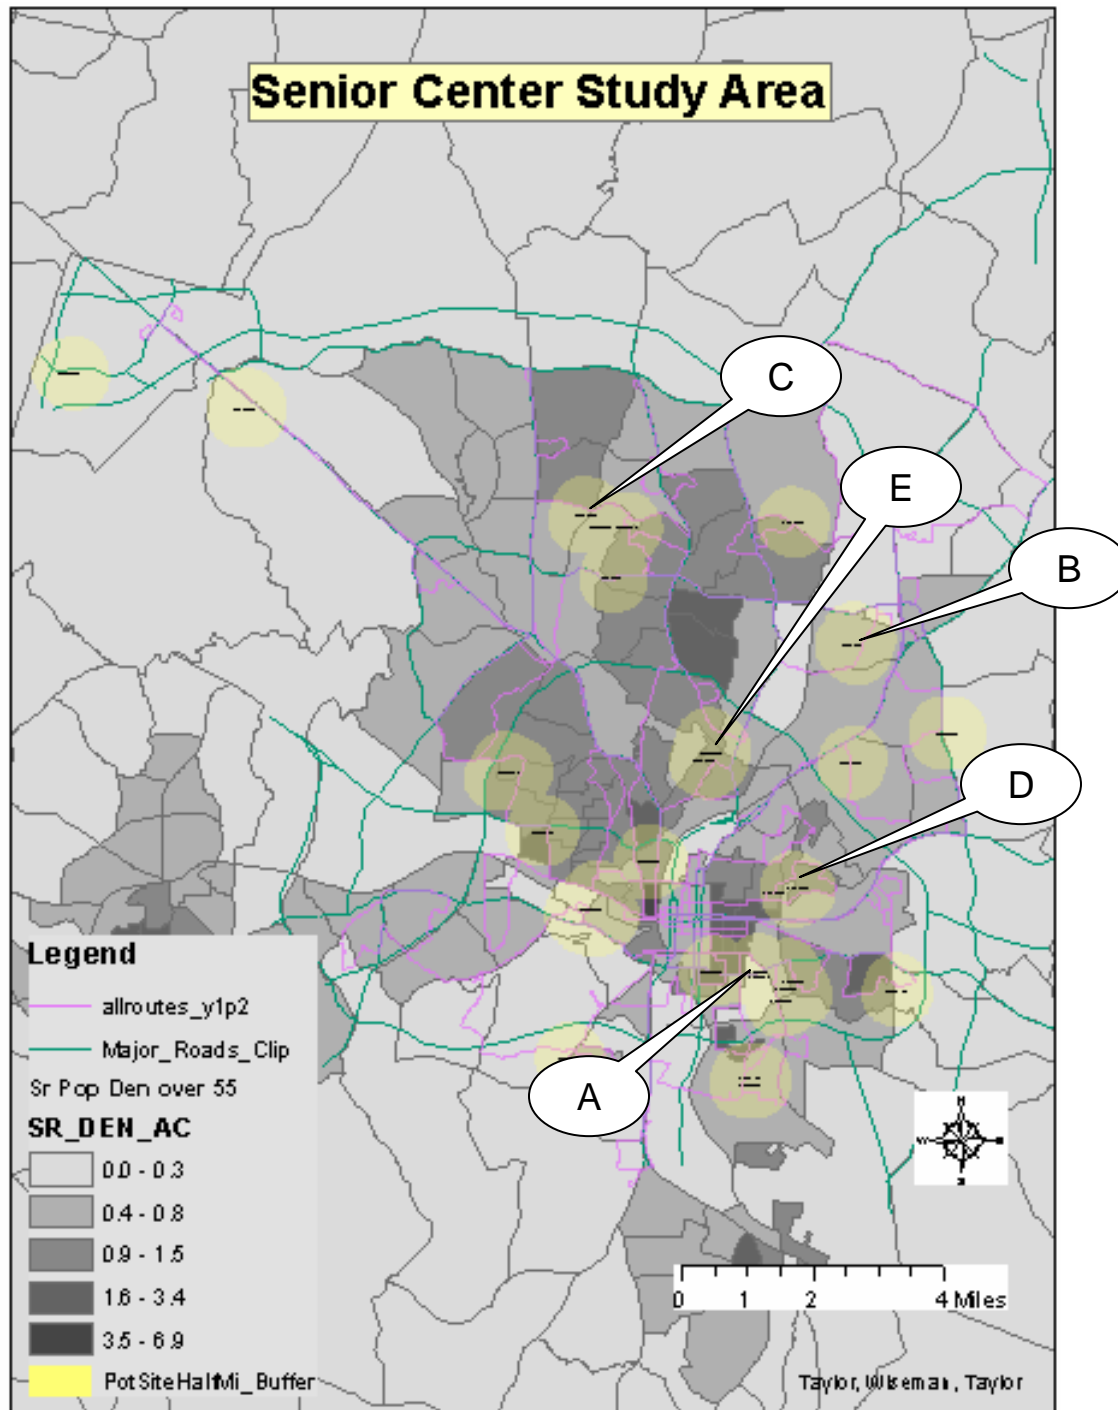 Senior Center Study Area
C
E
B
D
A
Legend
allroutes_y1p2
Major_Roads_Clip
Sr Pop Den over 55
SR_DEN_AC
0.0 - 0.3
0.4 - 0.8
0.9 - 1.5
1.6 - 3.4
3.5 - 6.9
PotSiteHalfMi_Buffer
N
W E
S
0 1 2 4 Miles
Taylor, Wiseman, Taylor